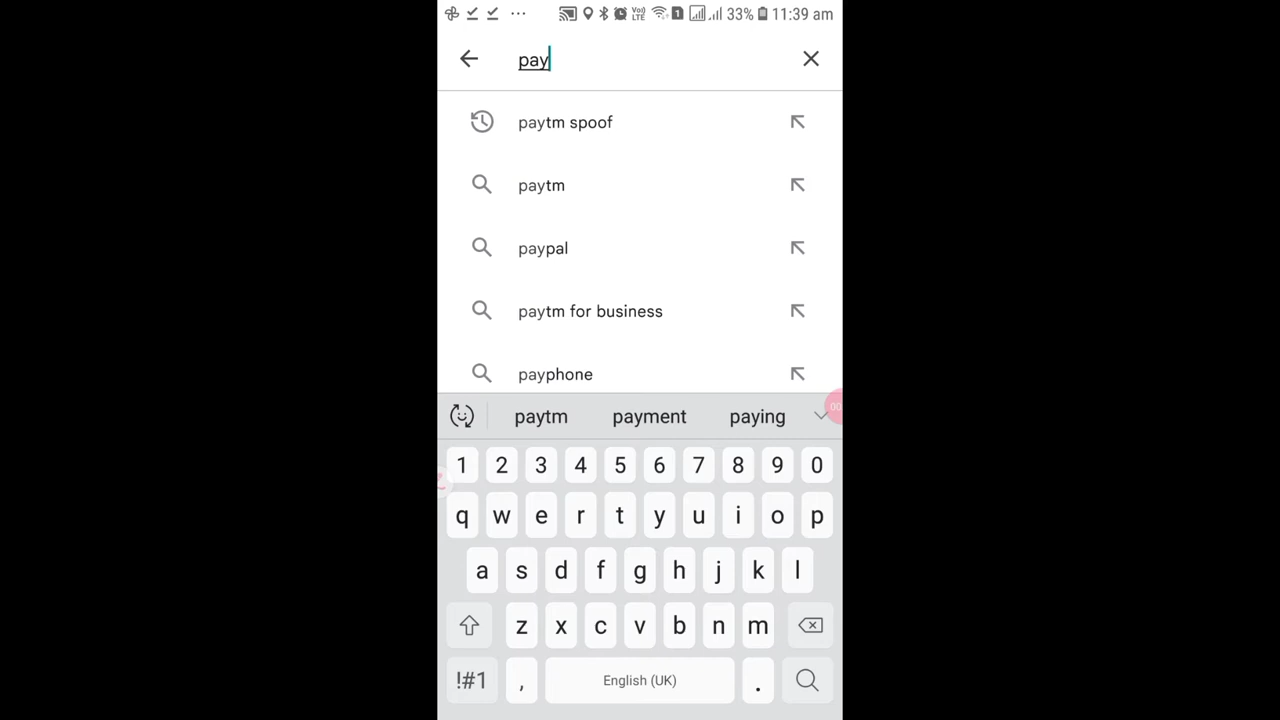 33% 11:39 am
pay
paytm spoof
paytm
paypal
paytm for business
payphone
paytm payment paying
00
1 2 3 4 5 6 7 8 9 0
q w e r t y u i o p
a s d f g h j k l
z x c v b n m
!#1 , English (UK) .